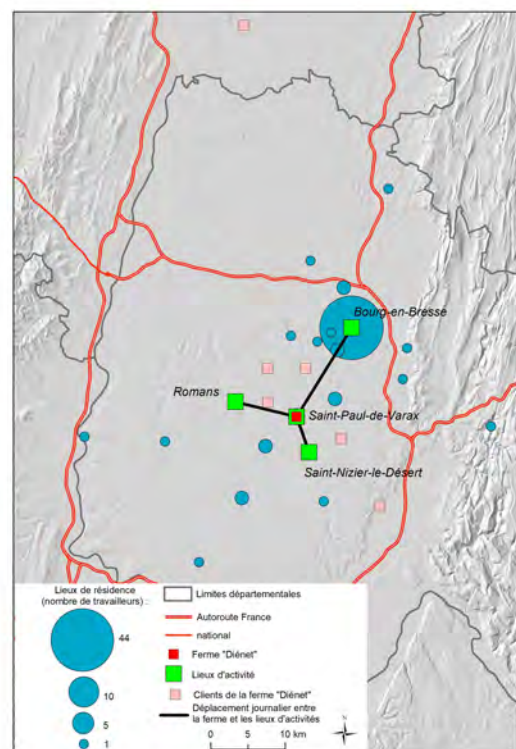 Bourg-en-Bresse
Romans
Saint-Paul-de-Varax
Saint-Nizier-le-Désert
Lieux de résidence
(nombre de travailleurs) :
44
10
5
1
Limites départementales
Autoroute France
national
Ferme "Diénet"
Lieux d'activité
Clients de la ferme "Diénet"
Déplacement journalier entre
la ferme et les lieux d'activités
0 5 10 km
N